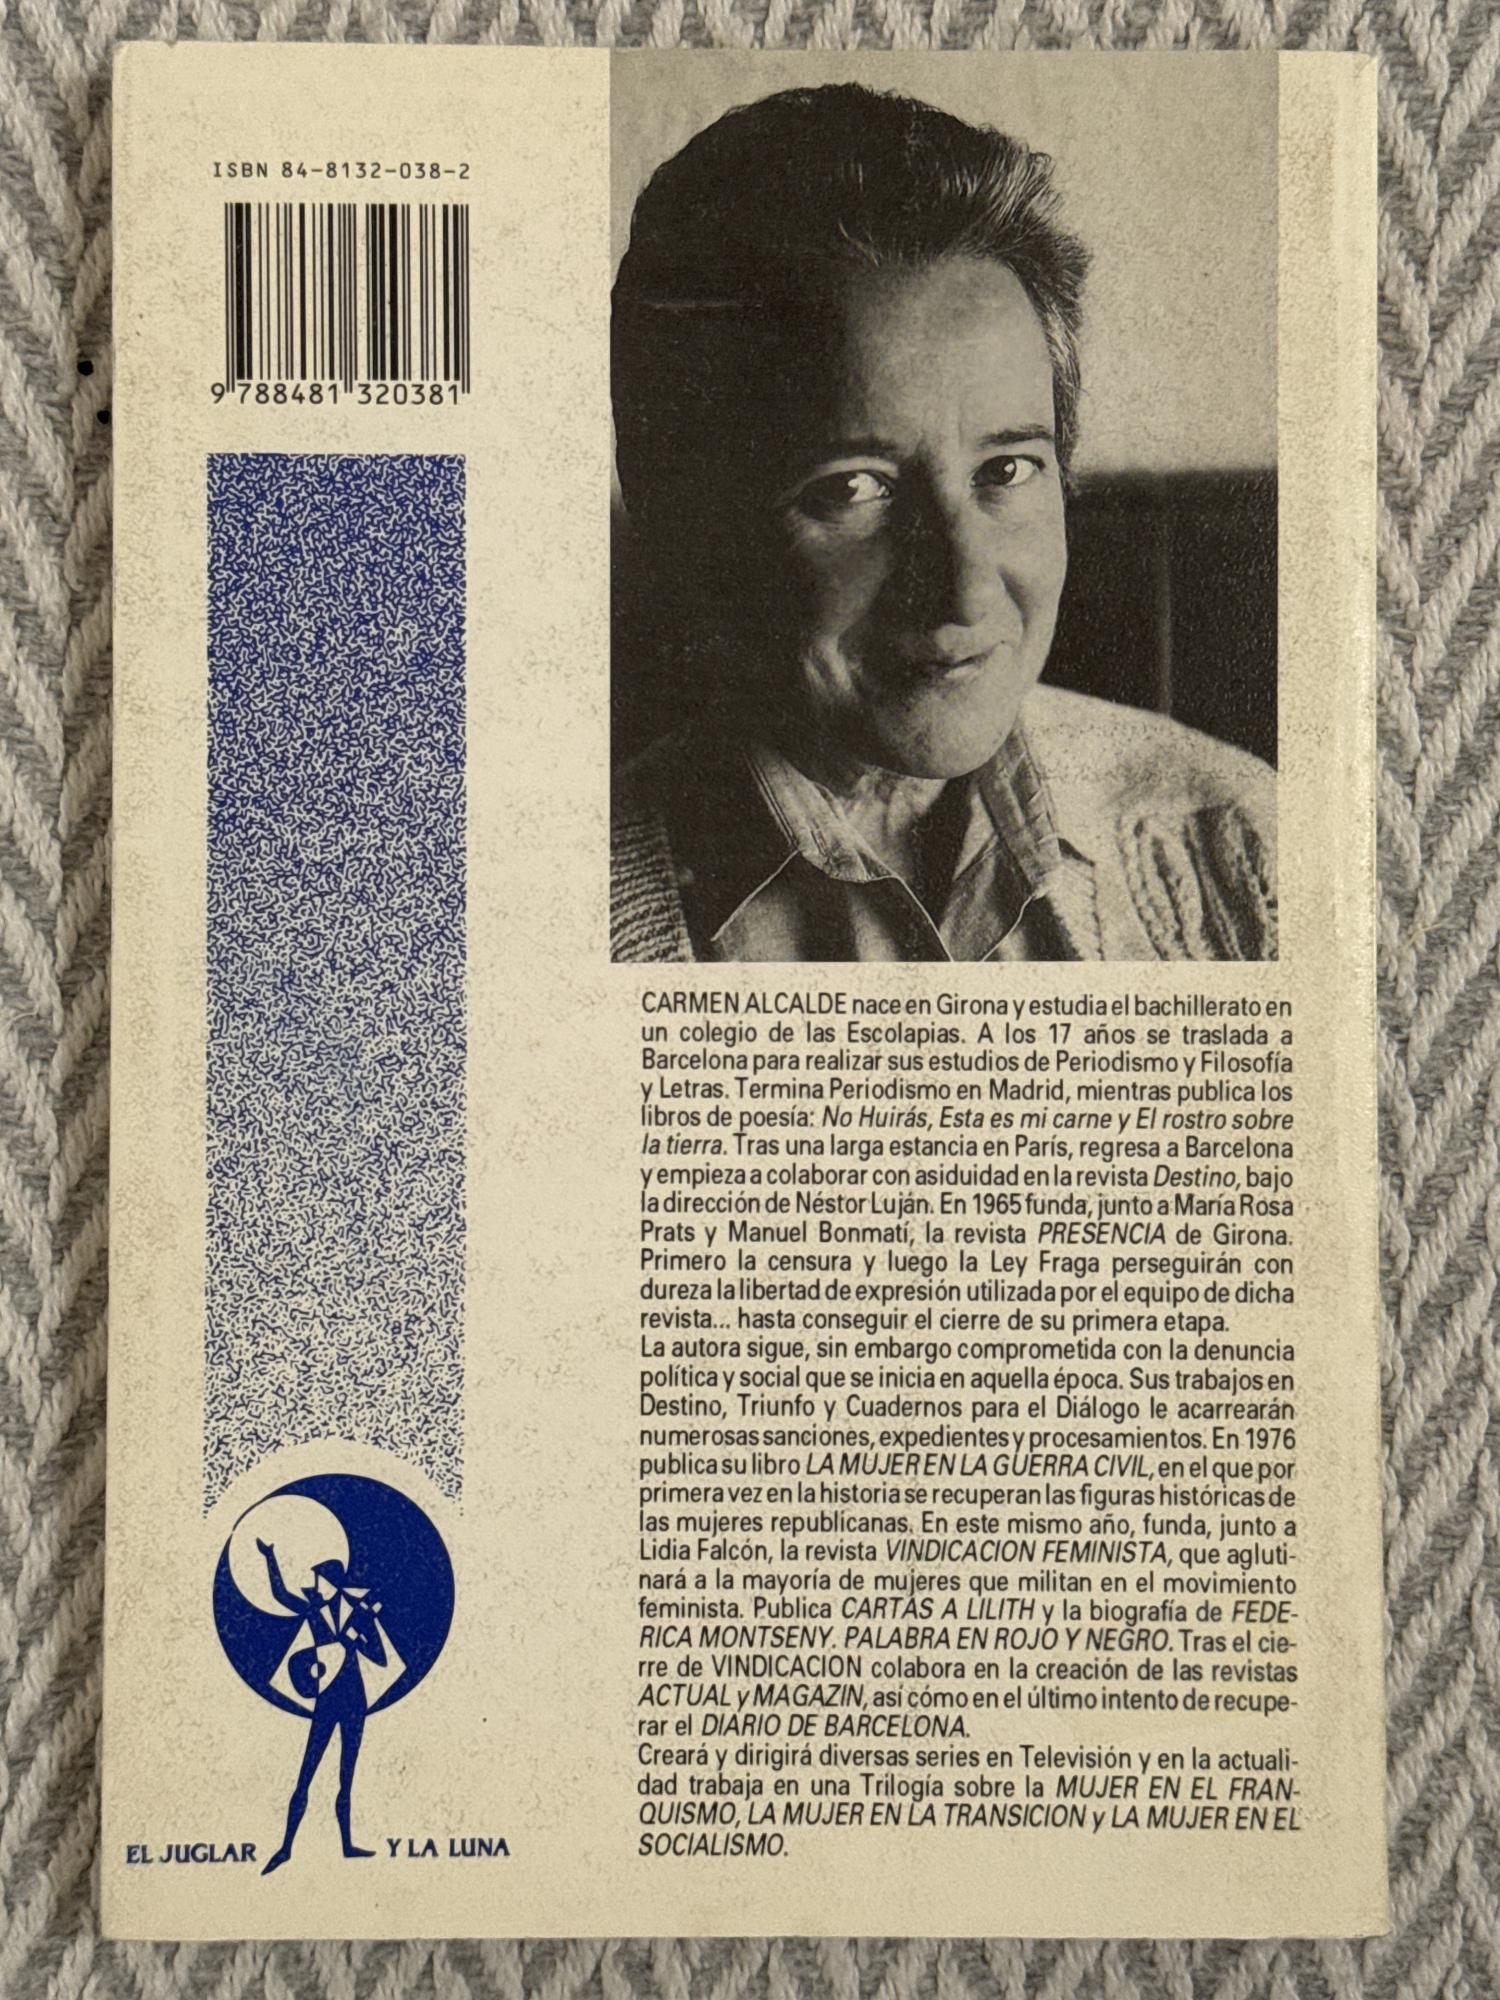 ISBN 84-8132-038-2
9 788481 320381
CARMEN ALCALDE nace en Girona y estudia el bachillerato en
un colegio de las Escolapias. A los 17 años se traslada a
Barcelona para realizar sus estudios de Periodismo y Filosofía
y Letras. Termina Periodismo en Madrid, mientras publica los
libros de poesía: No Huirás, Esta es mi carne y El rostro sobre
la tierra. Tras una larga estancia en París, regresa a Barcelona
y empieza a colaborar con asiduidad en la revista Destino, bajo
la dirección de Néstor Luján. En 1965 funda, junto a María Rosa
Prats y Manuel Bonmatí, la revista PRESENCIA de Girona.
Primero la censura y luego la Ley Fraga perseguirán con
dureza la libertad de expresión utilizada por el equipo de dicha
revista... hasta conseguir el cierre de su primera etapa.
La autora sigue, sin embargo comprometida con la denuncia
política y social que se inicia en aquella época. Sus trabajos en
Destino, Triunfo y Cuadernos para el Diálogo le acarrearán
numerosas sanciones, expedientes y procesamientos. En 1976
publica su libro LA MUJER EN LA GUERRA CIVIL, en el que por
primera vez en la historia se recuperan las figuras históricas de
las mujeres republicanas. En este mismo año, funda, junto a
Lidia Falcón, la revista VINDICACION FEMINISTA, que agluti-
nará a la mayoría de mujeres que militan en el movimiento
feminista. Publica CARTAS A LILITH y la biografía de FEDE-
RICA MONTSENY. PALABRA EN ROJO Y NEGRO. Tras el cie-
rre de VINDICACION colabora en la creación de las revistas
ACTUAL y MAGAZIN, así cómo en el último intento de recupe-
rar el DIARIO DE BARCELONA.
Creará y dirigirá diversas series en Televisión y en la actuali-
dad trabaja en una Trilogía sobre la MUJER EN EL FRAN-
QUISMO, LA MUJER EN LA TRANSICION y LA MUJER EN EL
SOCIALISMO.
EL JUGLAR Y LA LUNA